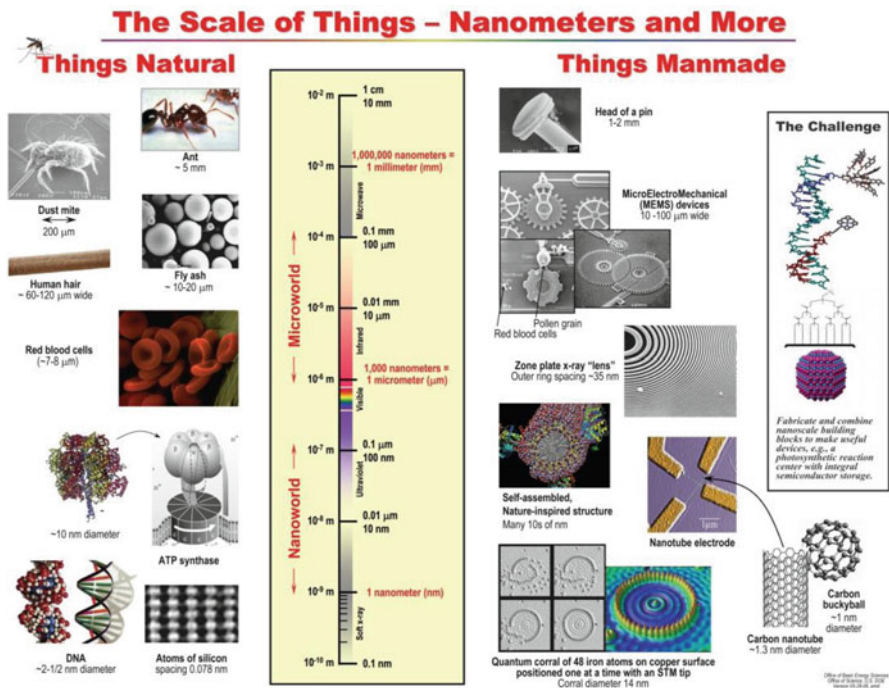 The Scale of Things – Nanometers and More
Things Natural
Ant
~ 5 mm
Dust mite
200 µm
Fly ash
~ 10-20 µm
Human hair
~ 60-120 µm wide
Red blood cells
(~7-8 µm)
~10 nm diameter
ATP synthase
DNA
~2-1/2 nm diameter
Atoms of silicon
spacing 0.078 nm
10⁻² m
1 cm
10 mm
10⁻³ m
1,000,000 nanometers =
1 millimeter (mm)
Microwave
10⁻⁴ m
0.1 mm
100 µm
Microworld
10⁻⁵ m
0.01 mm
10 µm
Infrared
10⁻⁶ m
1,000 nanometers =
1 micrometer (µm)
Visible
10⁻⁷ m
0.1 µm
100 nm
Ultraviolet
Nanoworld
10⁻⁸ m
0.01 µm
10 nm
10⁻⁹ m
1 nanometer (nm)
Soft x-ray
10⁻¹⁰ m
0.1 nm
Things Manmade
Head of a pin
1-2 mm
MicroElectroMechanical
(MEMS) devices
10 -100 µm wide
Pollen grain
Red blood cells
Zone plate x-ray “lens”
Outer ring spacing ~35 nm
Self-assembled,
Nature-inspired structure
Many 10s of nm
1µm
Nanotube electrode
Carbon
buckyball
~1 nm
diameter
Carbon nanotube
~1.3 nm diameter
Quantum corral of 48 iron atoms on copper surface
positioned one at a time with an STM tip
Corral diameter 14 nm
The Challenge
Fabricate and combine
nanoscale building
blocks to make useful
devices, e.g., a
photosynthetic reaction
center with integral
semiconductor storage.
Office of Basic Energy Sciences